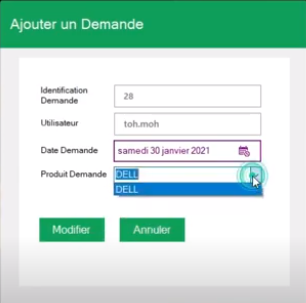 Ajouter un Demande
Identification
Demande
28
Utilisateur
toh.moh
Date Demande
samedi 30 janvier 2021
Produit Demande
DELL
DELL
Modifier
Annuler